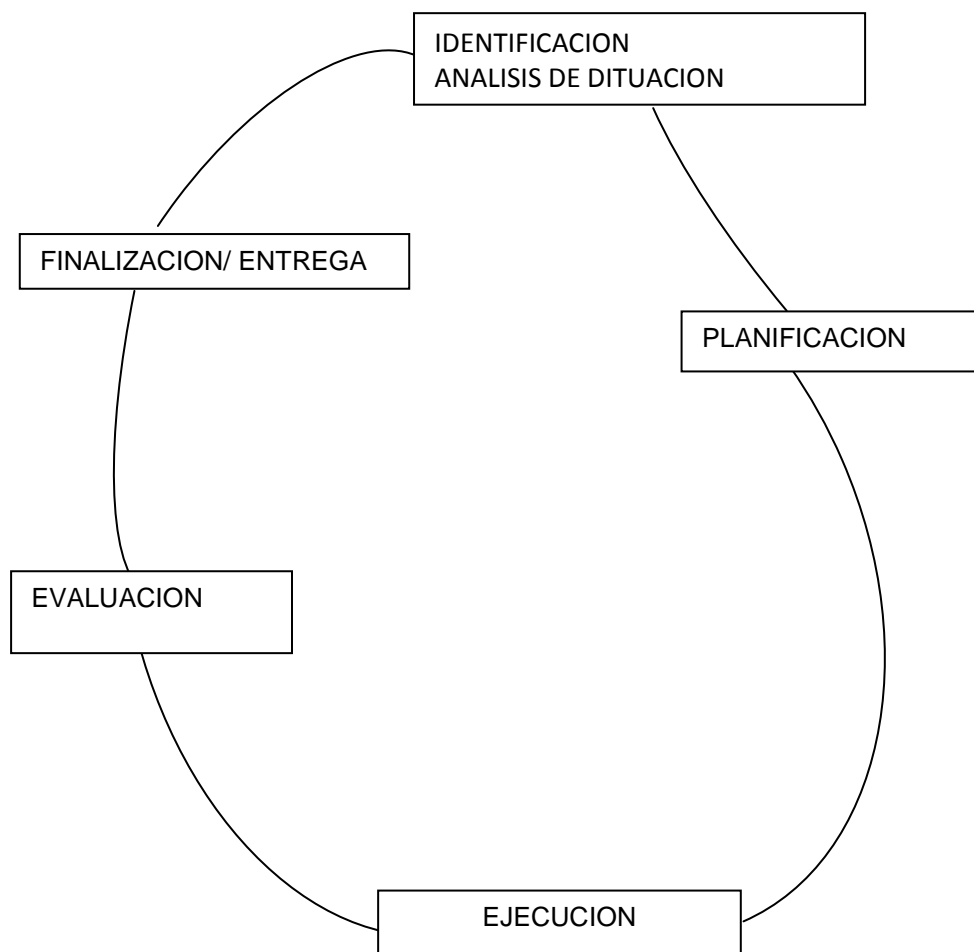 IDENTIFICACION
ANALISIS DE DITUACION
FINALIZACION/ ENTREGA
PLANIFICACION
EVALUACION
EJECUCION